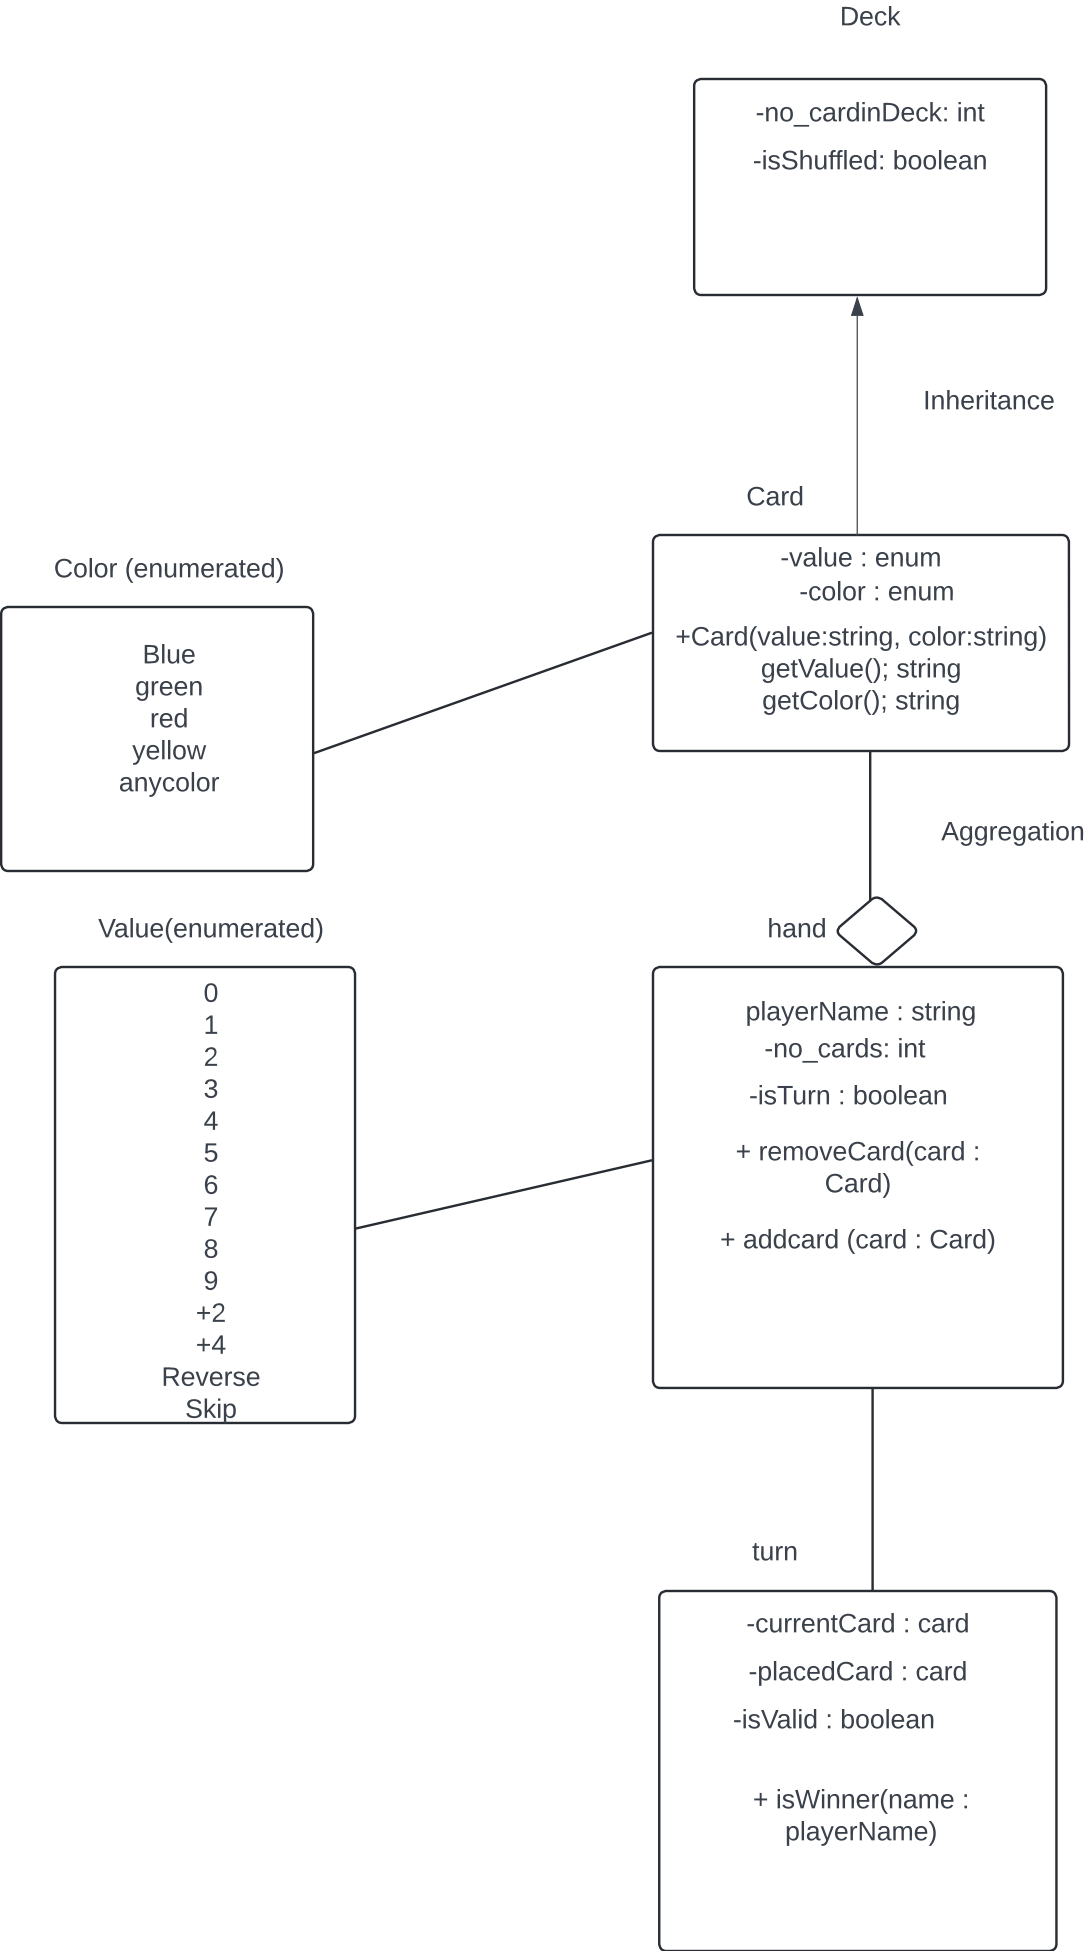 Deck
-no_cardinDeck: int
-isShuffled: boolean
Inheritance
Card
-value : enum
-color : enum
+Card(value:string, color:string)
getValue(); string
getColor(); string
Color (enumerated)
Blue
green
red
yellow
anycolor
Aggregation
Value(enumerated)
0
1
2
3
4
5
6
7
8
9
+2
+4
Reverse
Skip
hand
playerName : string
-no_cards: int
-isTurn : boolean
+ removeCard(card :
Card)
+ addcard (card : Card)
turn
-currentCard : card
-placedCard : card
-isValid : boolean
+ isWinner(name :
playerName)